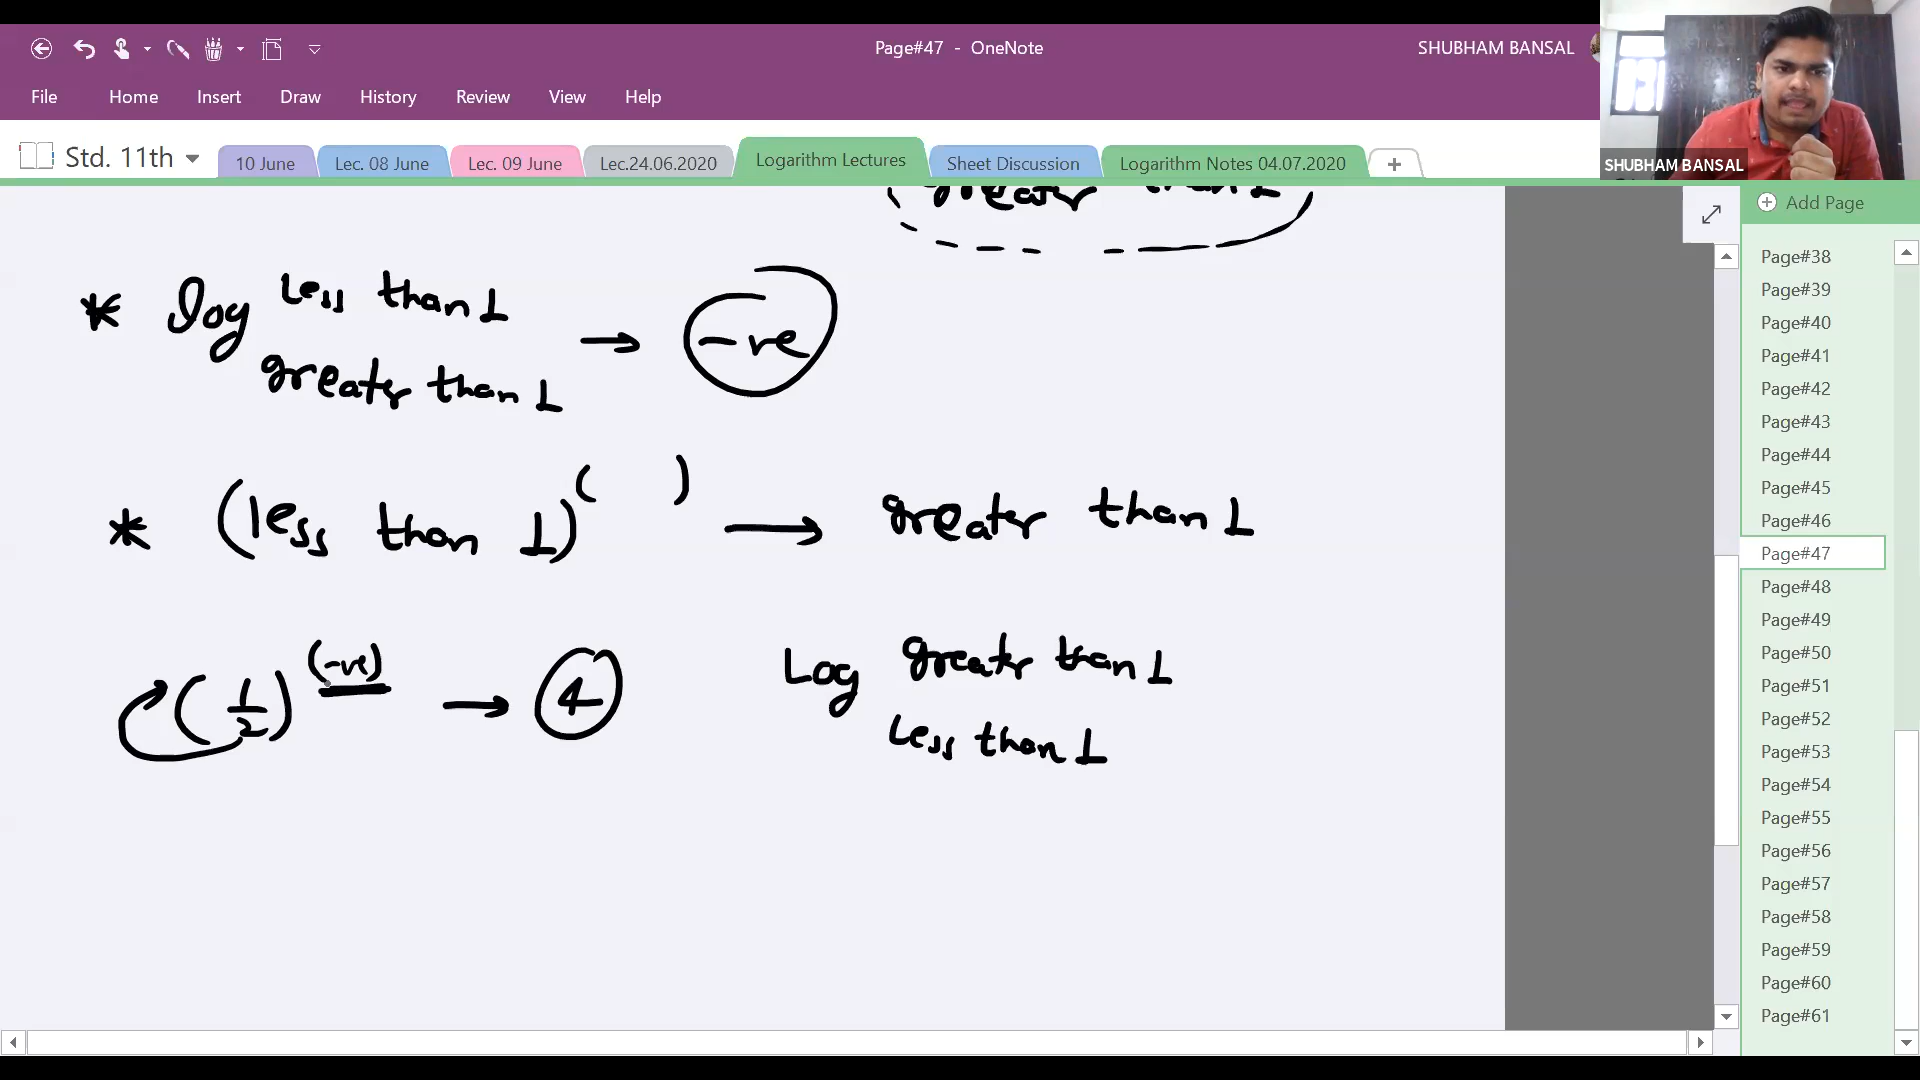 Page#47 - OneNote
SHUBHAM BANSAL
File Home Insert Draw History Review View Help
SHUBHAM BANSAL
Std. 11th
10 June
Lec. 08 June
Lec. 09 June
Lec.24.06.2020
Logarithm Lectures
Sheet Discussion
Logarithm Notes 04.07.2020
+
greater than 1
* log less than 1
greater than 1 → -ve
* (less than 1)^( ) → greater than 1
(1/2)^(-ve) → 4
Log greater than 1
less than 1
Add Page
Page#38
Page#39
Page#40
Page#41
Page#42
Page#43
Page#44
Page#45
Page#46
Page#47
Page#48
Page#49
Page#50
Page#51
Page#52
Page#53
Page#54
Page#55
Page#56
Page#57
Page#58
Page#59
Page#60
Page#61